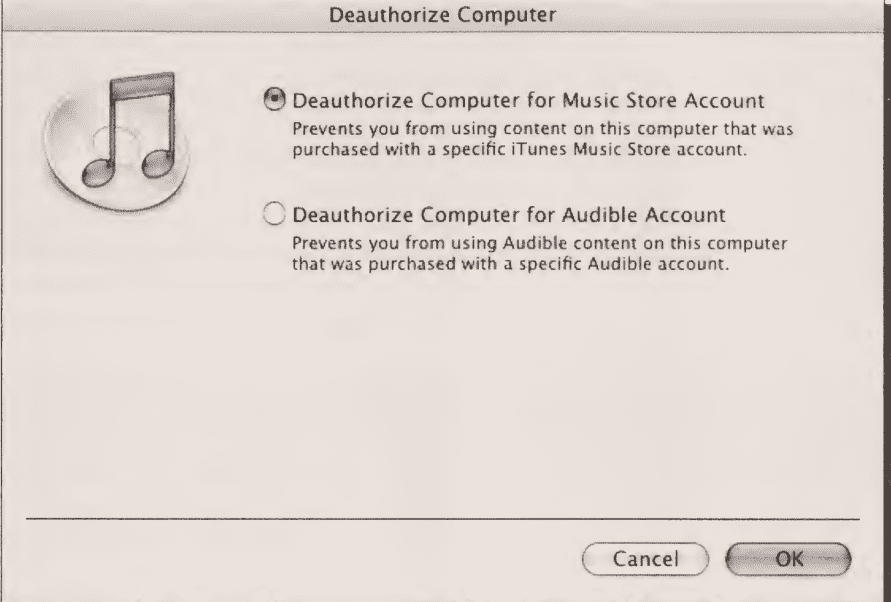 Deauthorize Computer
Deauthorize Computer for Music Store Account
Prevents you from using content on this computer that was
purchased with a specific iTunes Music Store account.
Deauthorize Computer for Audible Account
Prevents you from using Audible content on this computer
that was purchased with a specific Audible account.
Cancel
OK